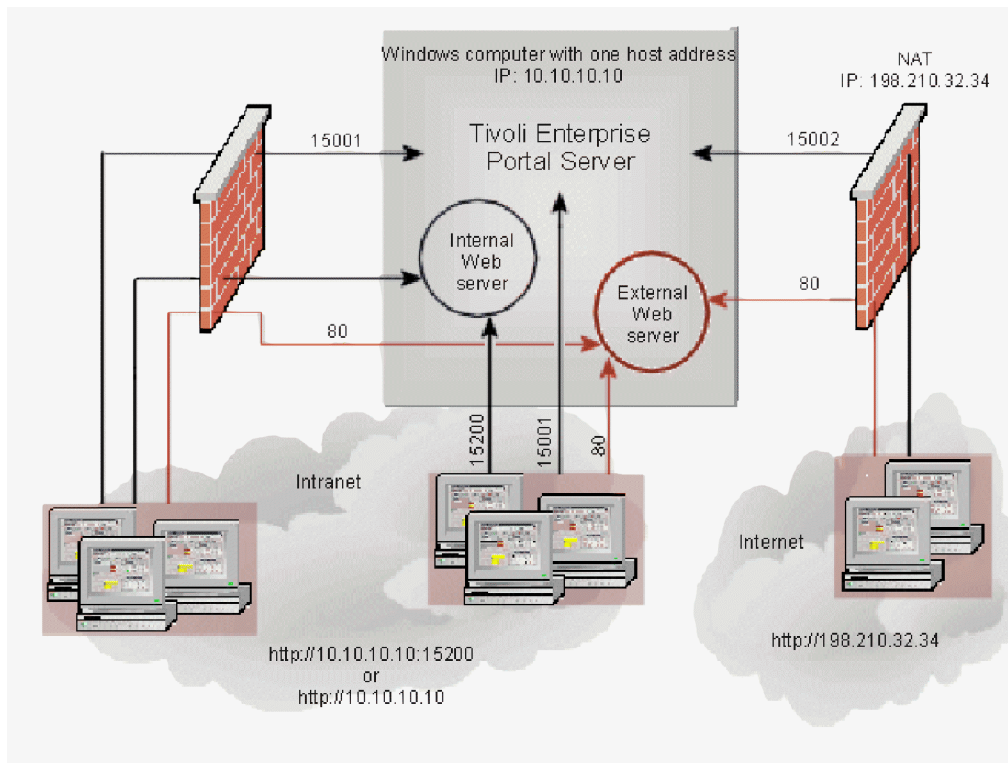 Windows computer with one host address
IP: 10.10.10.10
NAT
IP: 198.210.32.34
15001
Tivoli Enterprise
Portal Server
15002
Internal
Web
server
External
Web
server
80
80
15200
15001
80
Intranet
Internet
http://10.10.10.10:15200
or
http://10.10.10.10
http://198.210.32.34